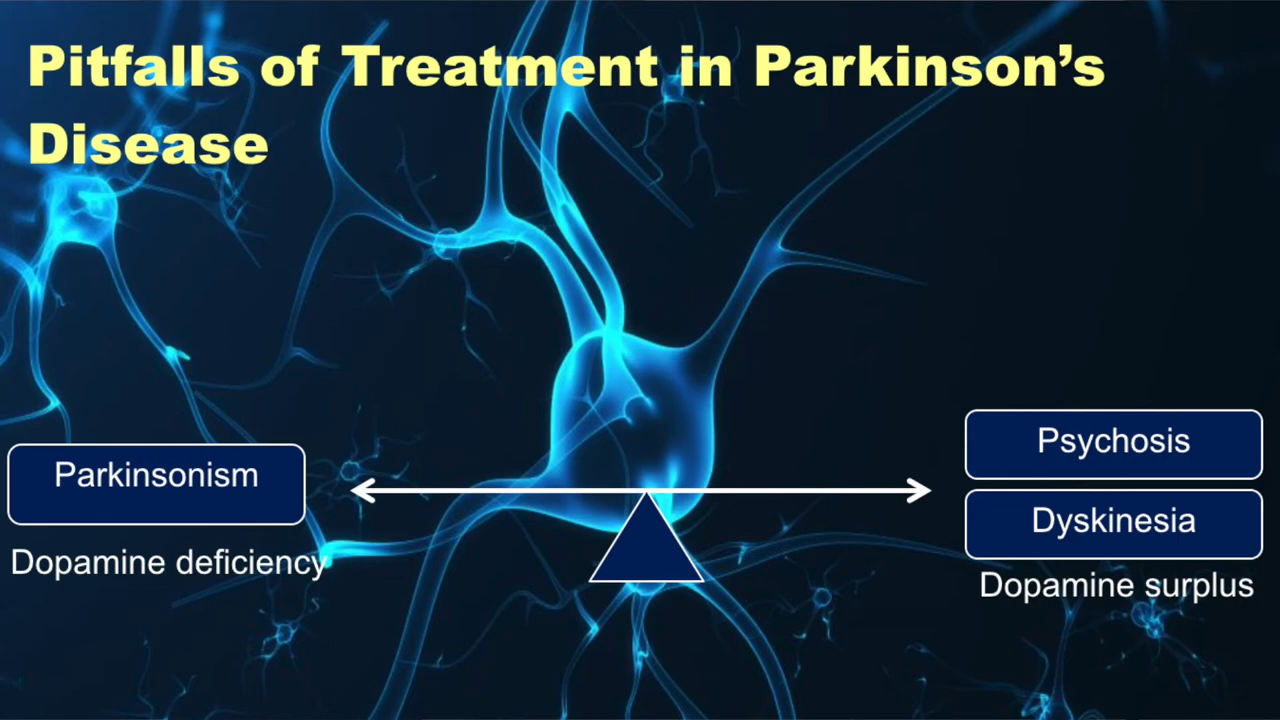 Pitfalls of Treatment in Parkinson’s
Disease
Parkinsonism
Dopamine deficiency
Psychosis
Dyskinesia
Dopamine surplus